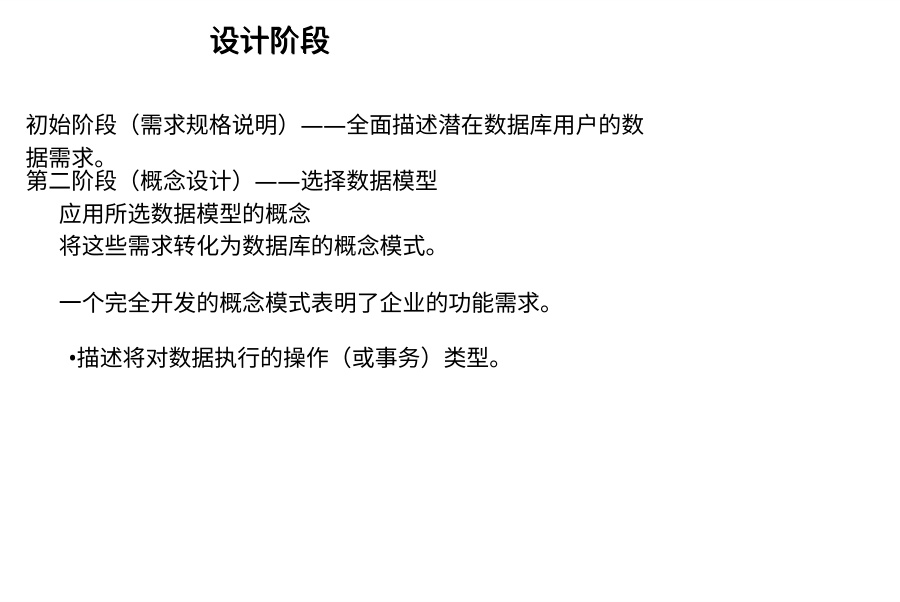 设计阶段
初始阶段（需求规格说明）——全面描述潜在数据库用户的数
据需求。
第二阶段（概念设计）——选择数据模型
应用所选数据模型的概念
将这些需求转化为数据库的概念模式。
一个完全开发的概念模式表明了企业的功能需求。
•描述将对数据执行的操作（或事务）类型。